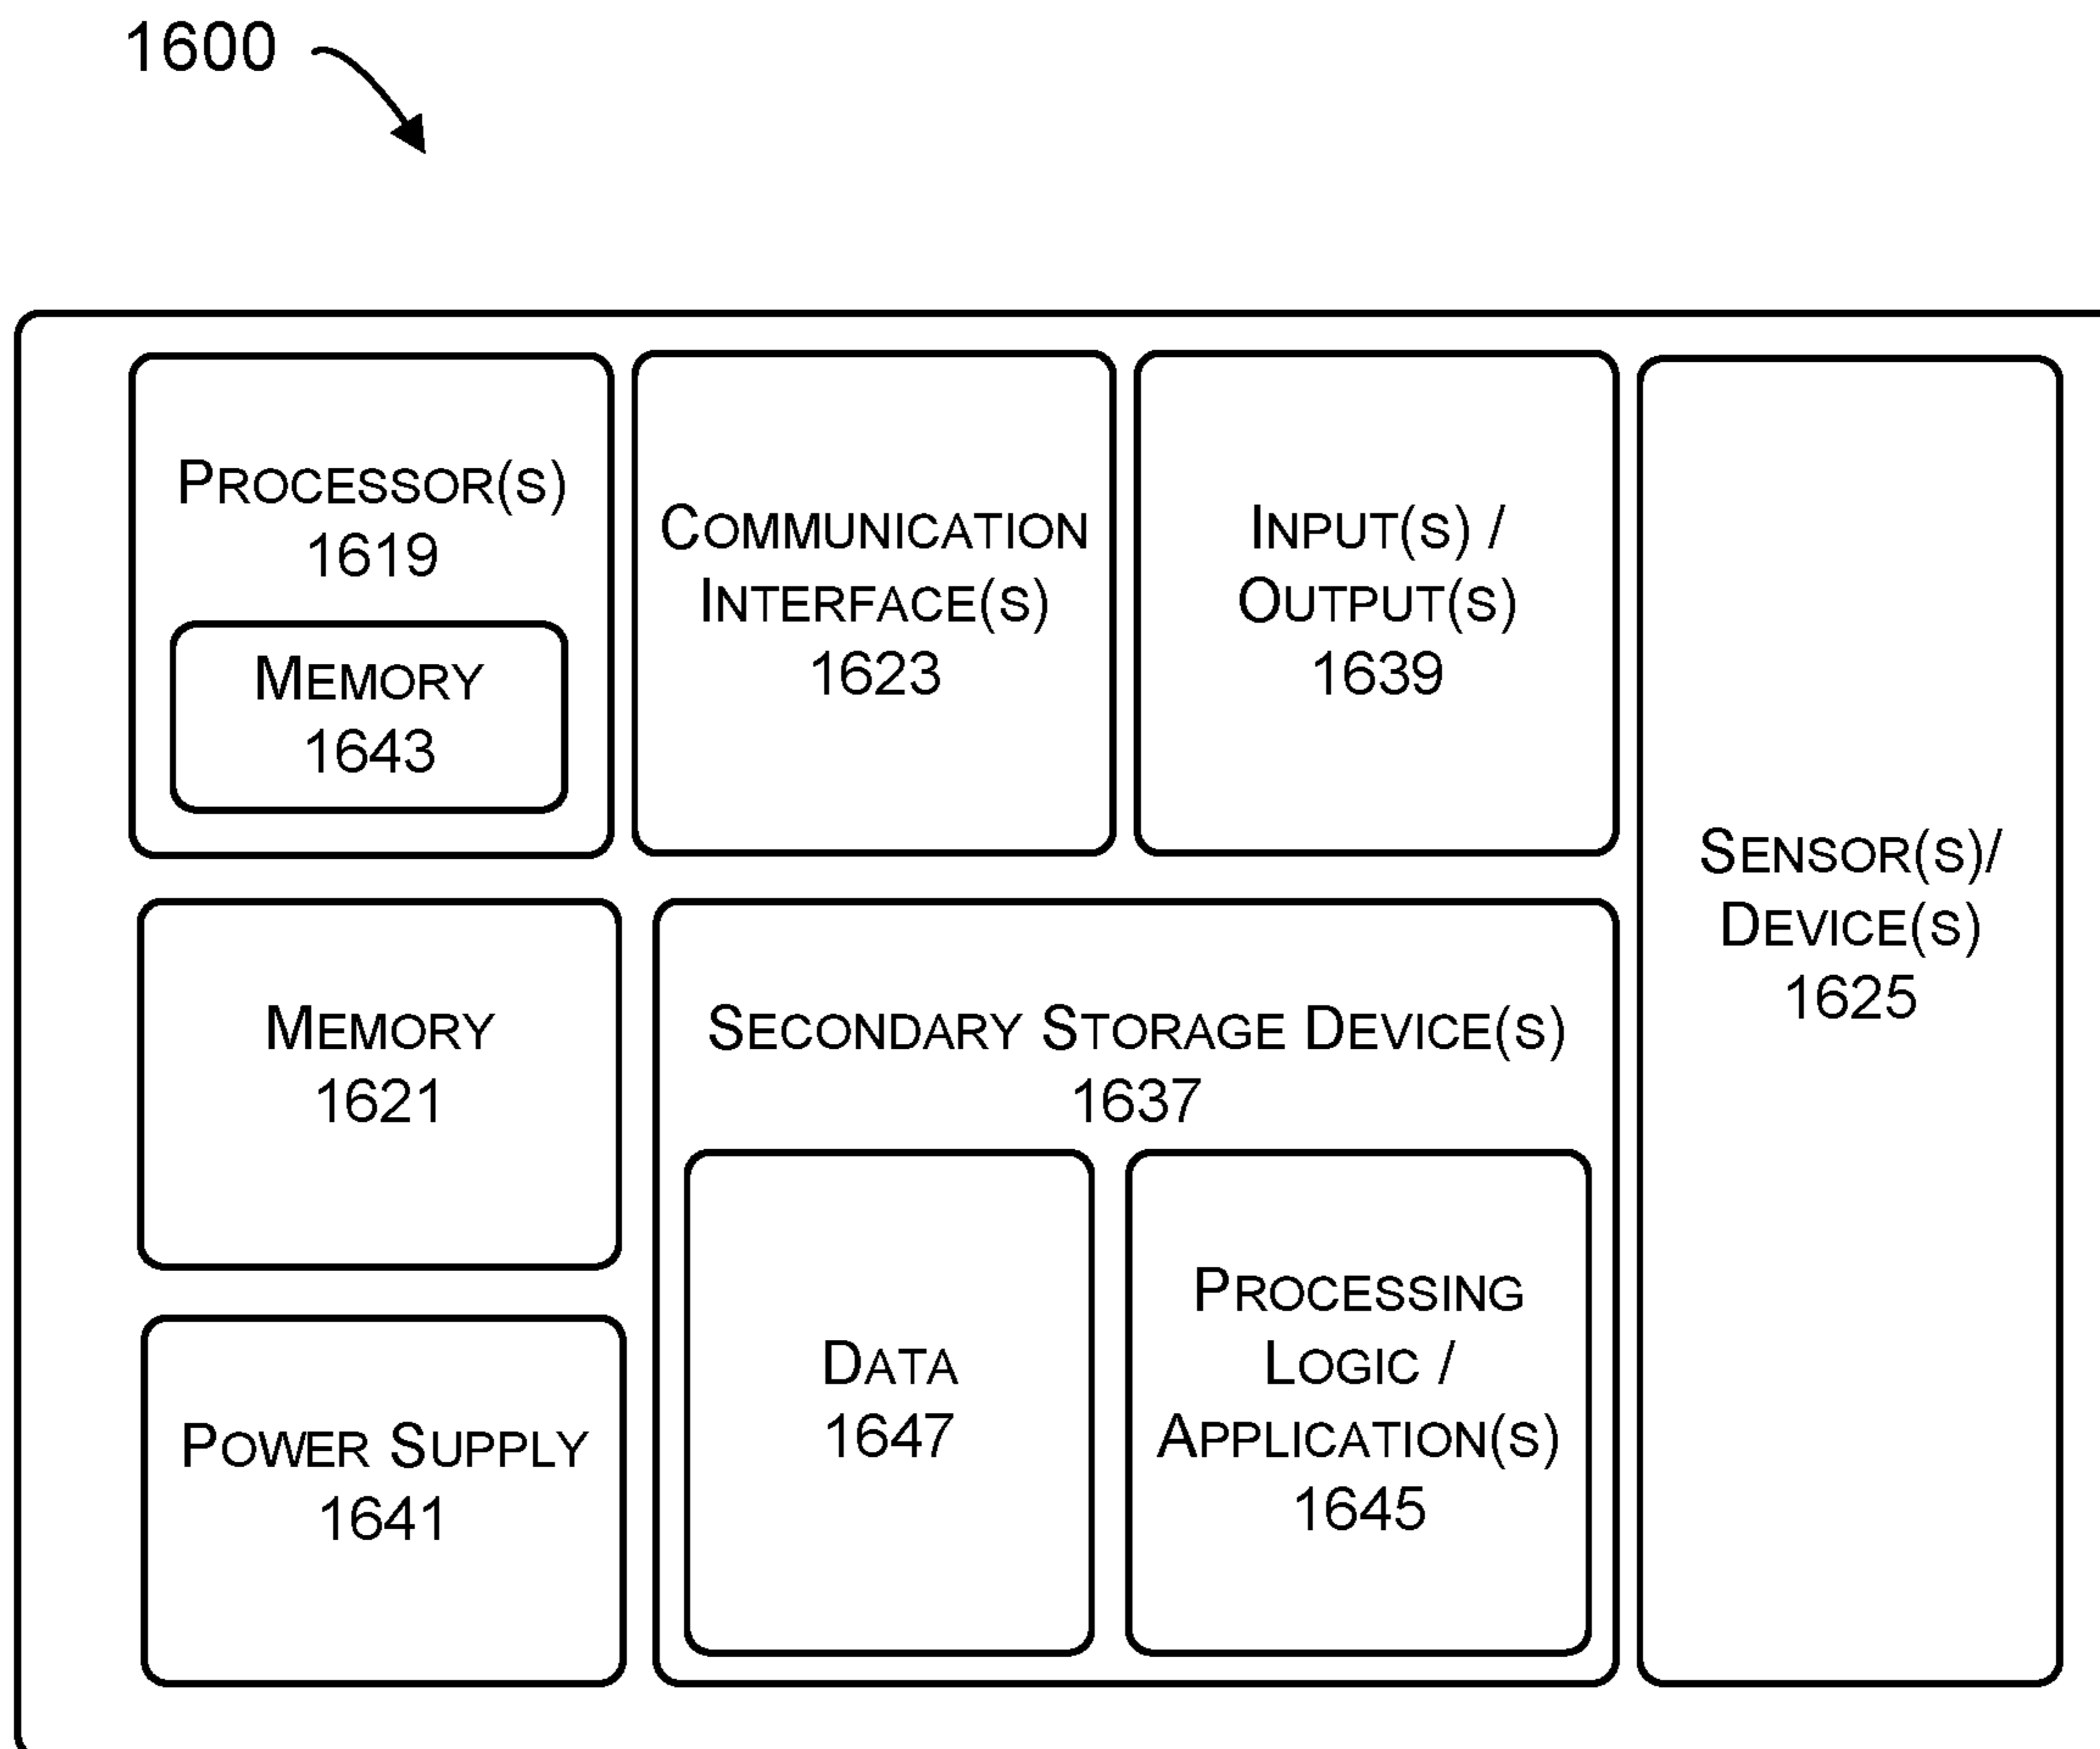 1600
PROCESSOR(S)
1619
MEMORY
1643
COMMUNICATION
INTERFACE(S)
1623
INPUT(S) /
OUTPUT(S)
1639
SENSOR(S)/
DEVICE(S)
1625
MEMORY
1621
SECONDARY STORAGE DEVICE(S)
1637
DATA
1647
PROCESSING
LOGIC /
APPLICATION(S)
1645
POWER SUPPLY
1641